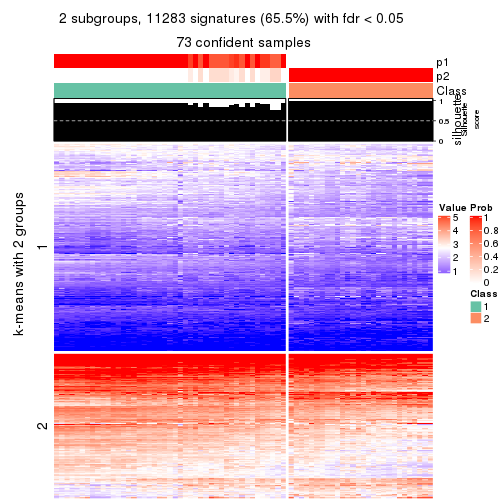 2 subgroups, 11283 signatures (65.5%) with fdr < 0.05
73 confident samples
p1
p2
Class
silhouette
Silhouette
score
1
0.5
0
k-means with 2 groups
1
2
Value
5
4
3
2
1
Prob
1
0.8
0.6
0.4
0.2
0
Class
1
2